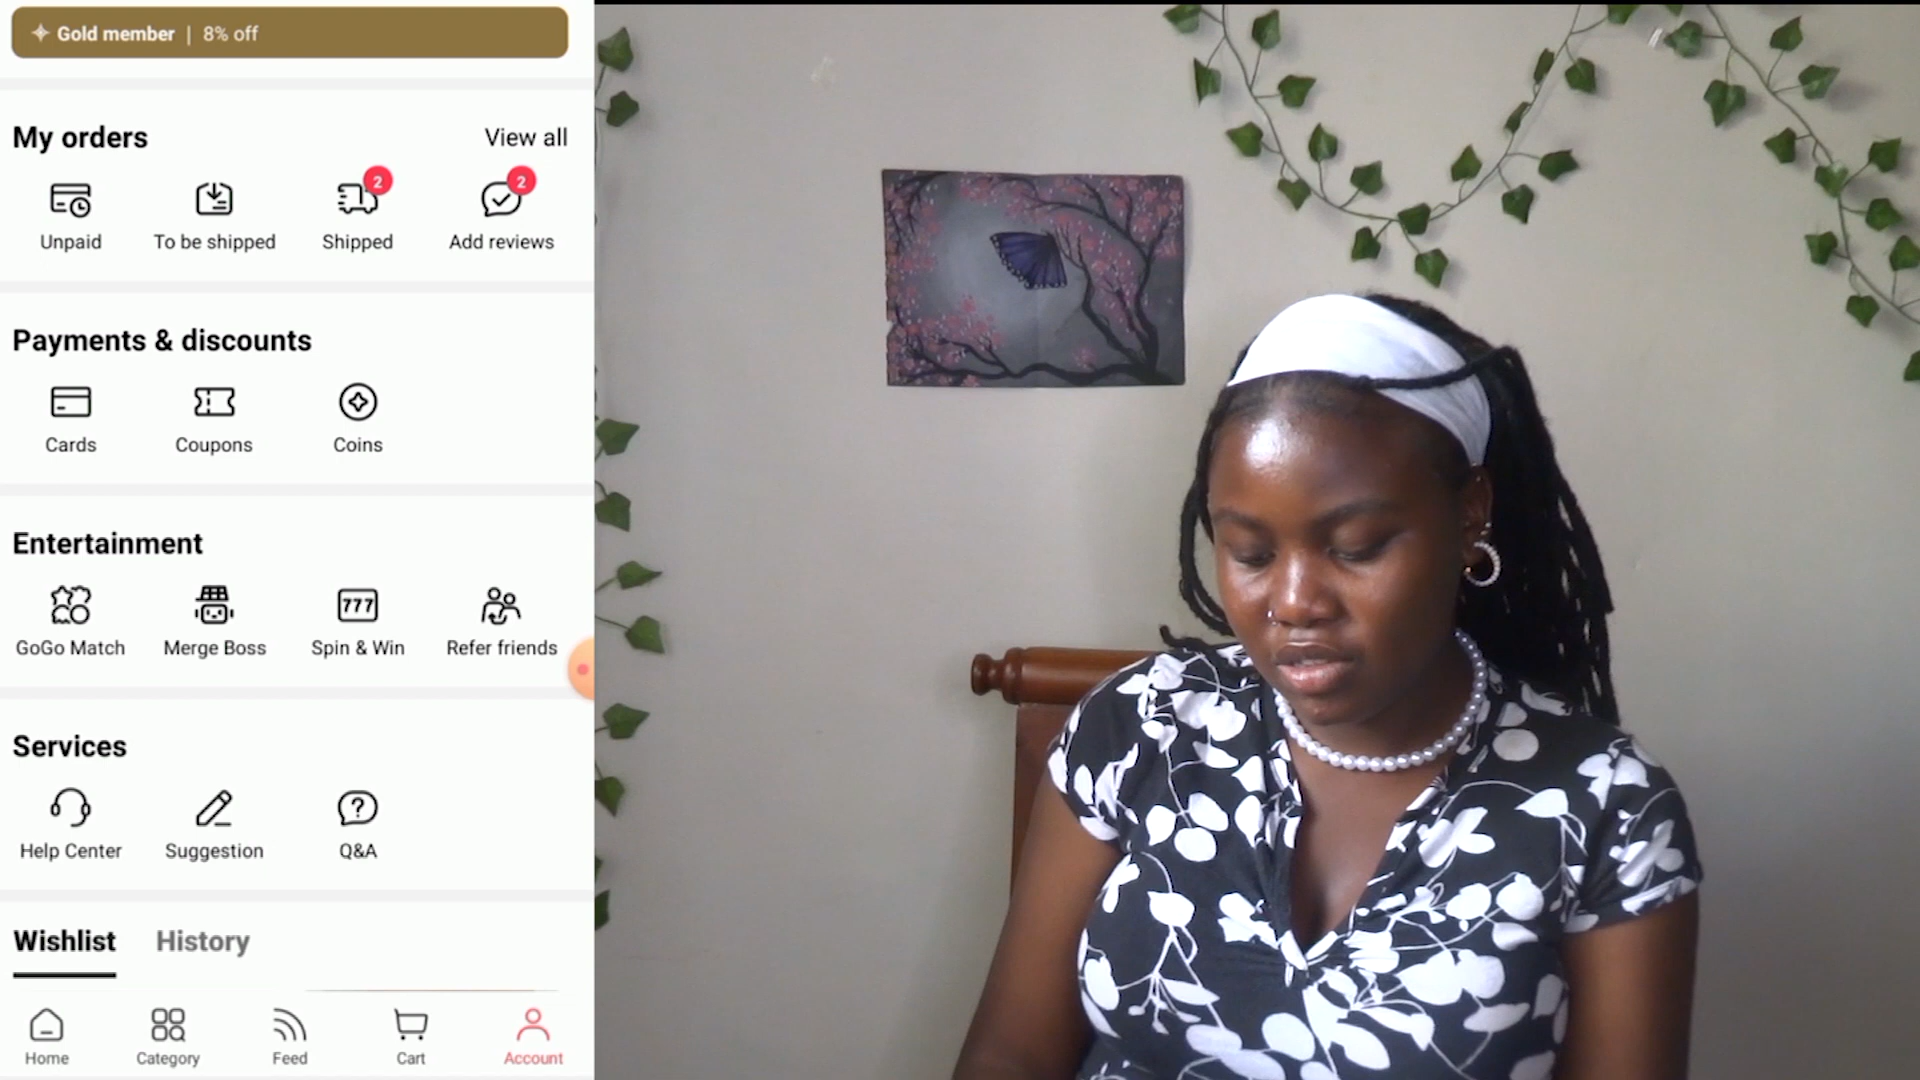 Gold member | 8% off
My orders
View all
2
2
Unpaid
To be shipped
Shipped
Add reviews
Payments & discounts
Cards
Coupons
Coins
Entertainment
777
GoGo Match
Merge Boss
Spin & Win
Refer friends
Services
?
Help Center
Suggestion
Q&A
Wishlist
History
Home
Category
Feed
Cart
Account